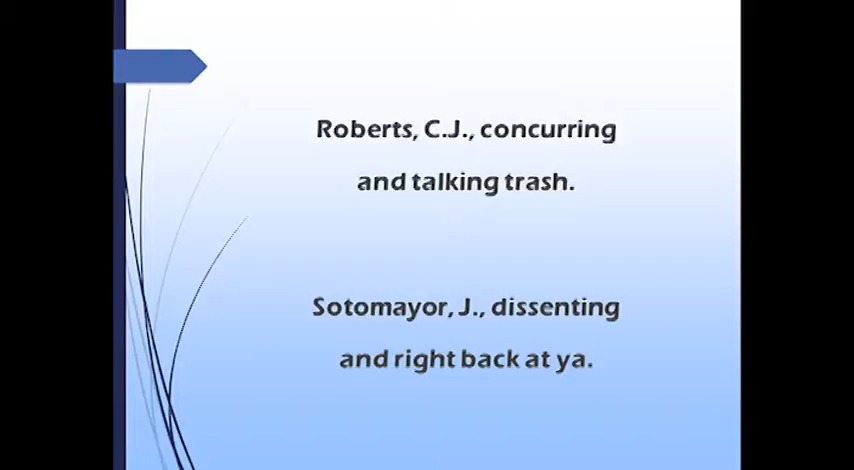 Roberts, C.J., concurring
and talking trash.
Sotomayor, J., dissenting
and right back at ya.